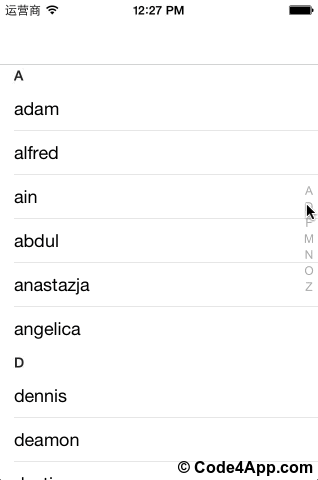 运营商 12:27 PM
A
adam
alfred
ain
abdul
anastazja
angelica
D
dennis
deamon
A
F
M
N
O
Z
© Code4App.com